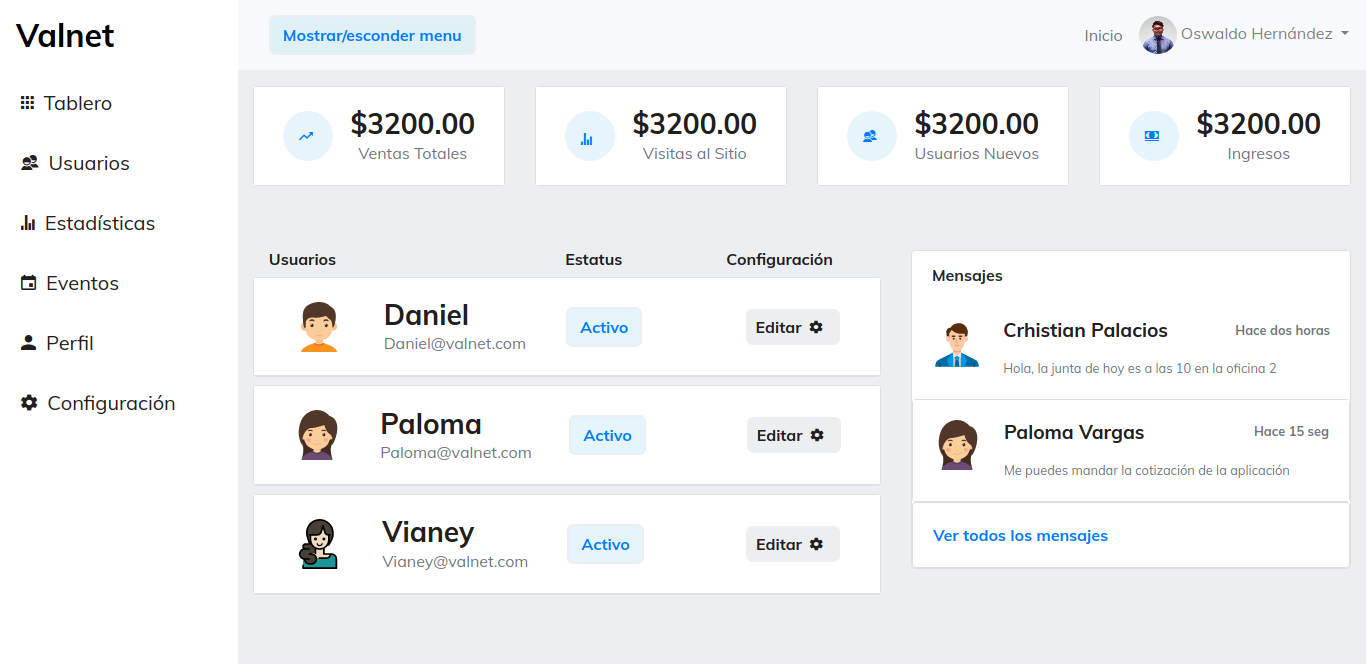 Valnet
Mostrar/esconder menu
Inicio
Oswaldo Hernández
Tablero
Usuarios
Estadísticas
Eventos
Perfil
Configuración
$3200.00
Ventas Totales
$3200.00
Visitas al Sitio
$3200.00
Usuarios Nuevos
$3200.00
Ingresos
Usuarios Estatus Configuración
Daniel
Daniel@valnet.com
Activo
Editar
Paloma
Paloma@valnet.com
Activo
Editar
Vianey
Vianey@valnet.com
Activo
Editar
Mensajes
Crhistian Palacios
Hace dos horas
Hola, la junta de hoy es a las 10 en la oficina 2
Paloma Vargas
Hace 15 seg
Me puedes mandar la cotización de la aplicación
Ver todos los mensajes